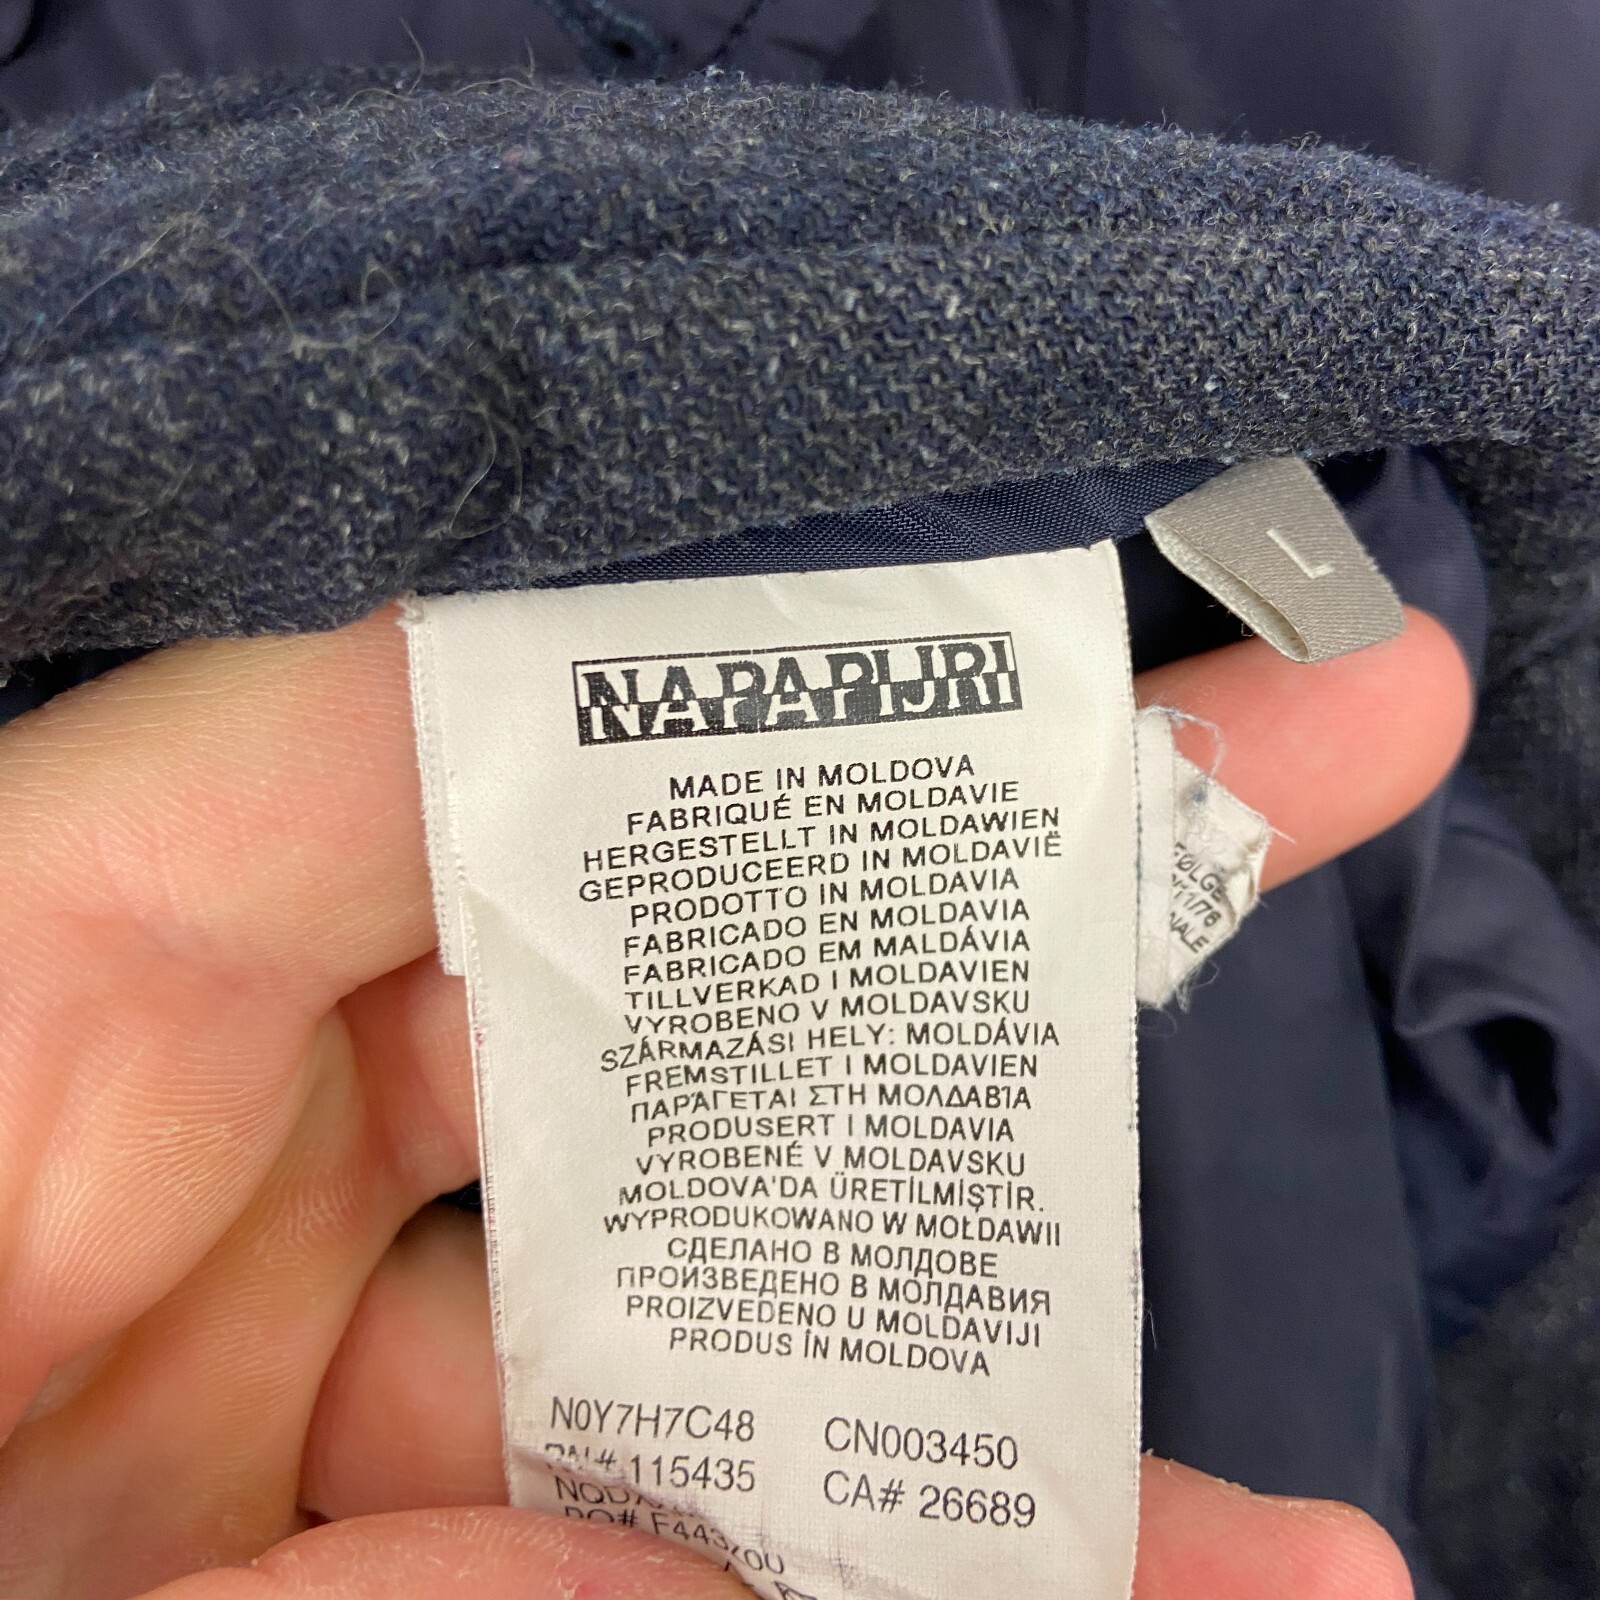 L
NAPAPIJRI
MADE IN MOLDOVA
FABRIQUÉ EN MOLDAVIE
HERGESTELLT IN MOLDAWIEN
GEPRODUCEERD IN MOLDAVIË
PRODOTTO IN MOLDAVIA
FABRICADO EN MOLDAVIA
FABRICADO EM MALDÁVIA
TILLVERKAD I MOLDAVIEN
VYROBENO V MOLDAVSKU
SZÁRMAZÁSI HELY: MOLDÁVIA
FREMSTILLET I MOLDAVIEN
ΠΑΡΆΓΕΤΑΙ ΣΤΗ ΜΟΛΔΑΒΊΑ
PRODUSERT I MOLDAVIA
VYROBENÉ V MOLDAVSKU
MOLDOVA'DA ÜRETİLMİŞTİR.
WYPRODUKOWANO W MOŁDAWII
СДЕЛАНО В МОЛДОВЕ
ПРОИЗВЕДЕНО В МОЛДАВИЯ
PROIZVEDENO U MOLDAVIJI
PRODUS ÎN MOLDOVA
N0Y7H7C48 CN003450
115435 CA# 26689